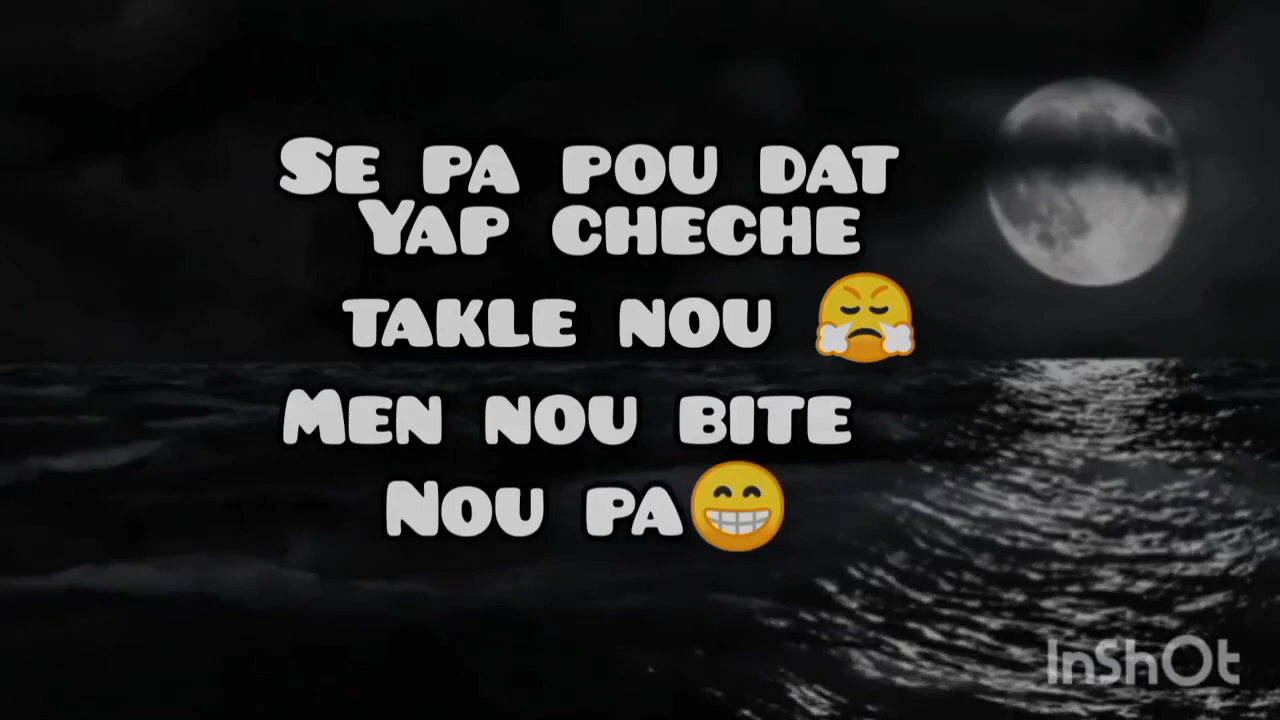 Se pa pou dat
Yap cheche
takle nou 😤
Men nou bite
Nou pa😁
InShOt